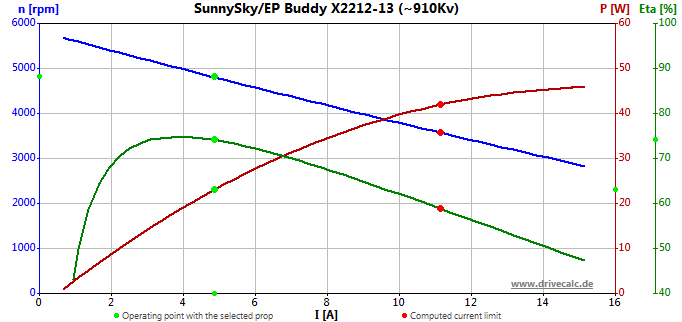 SunnySky/EP Buddy X2212-13 (~910Kv)
n [rpm] P [W] Eta [%]
6000 60 100
5000 50 90
4000 40 80
3000 30 70
2000 20 60
1000 10 50
0 0 40
0 2 4 6 8 10 12 14 16
www.drivecalc.de
Operating point with the selected prop I [A] Computed current limit